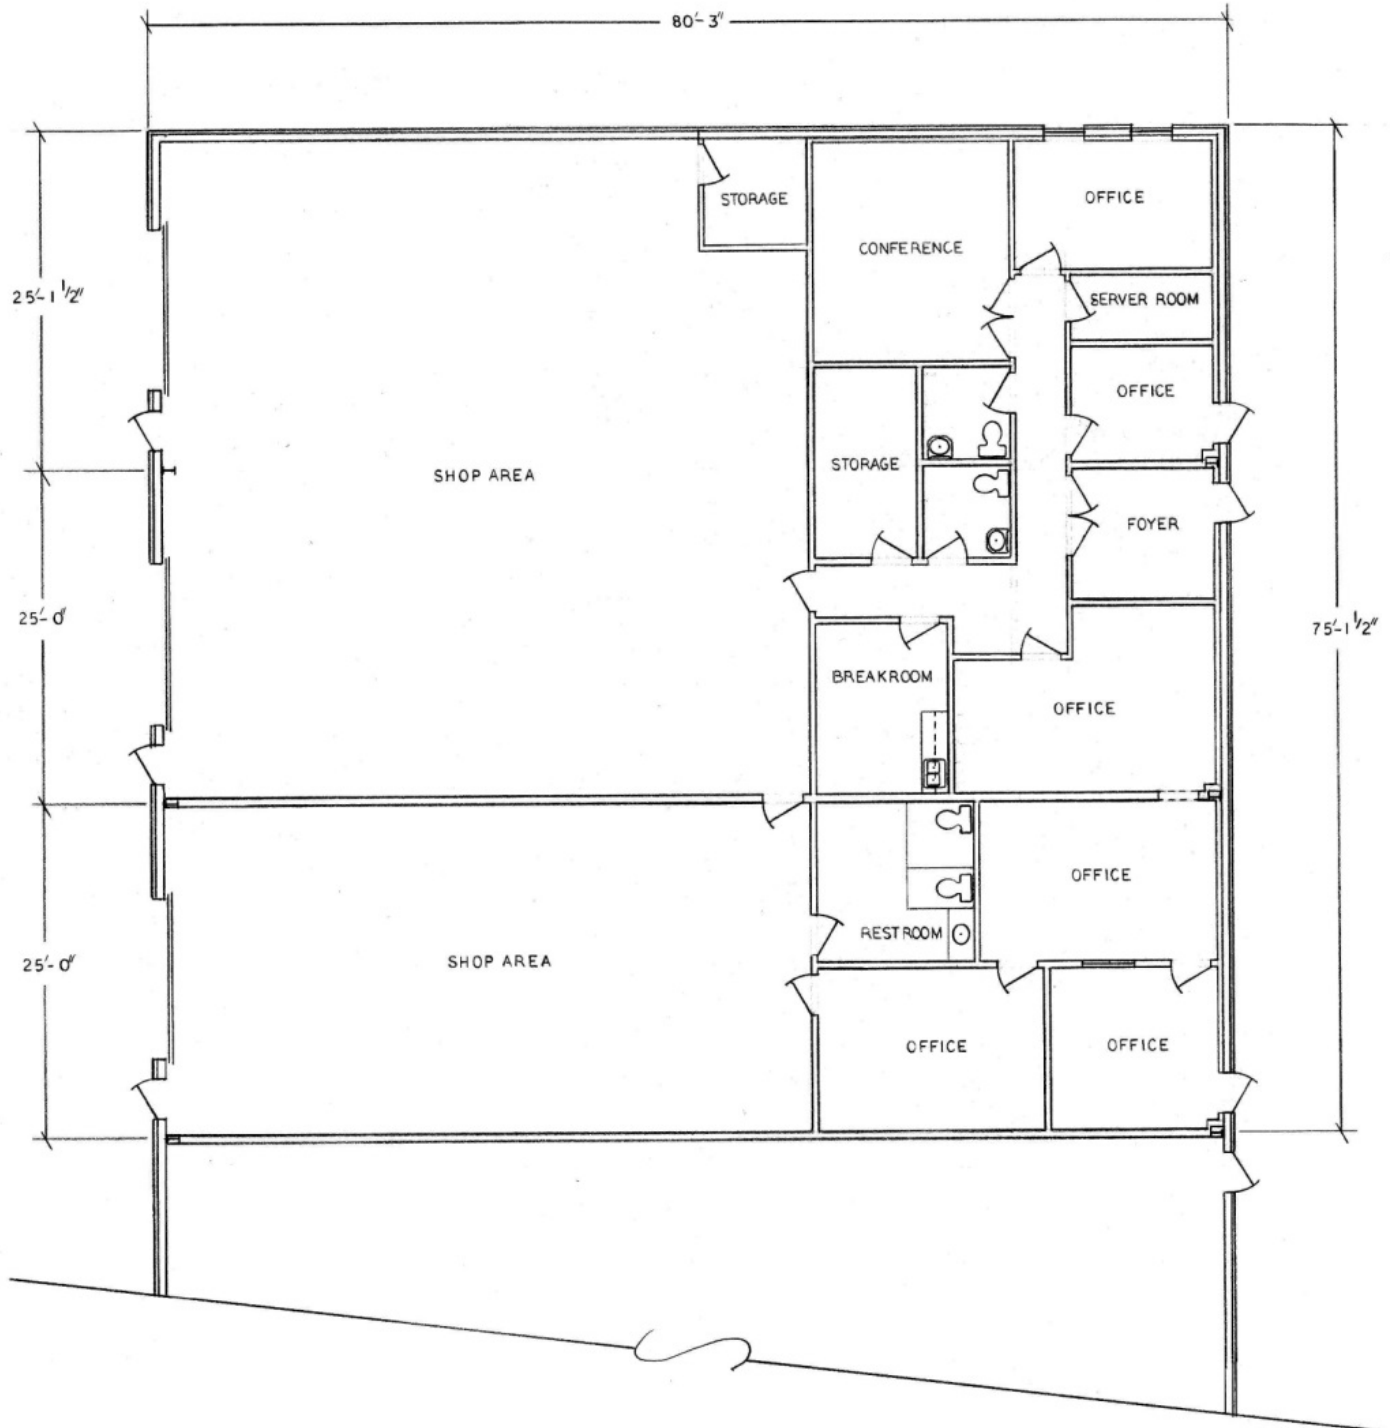 80'-3"
STORAGE
OFFICE
CONFERENCE
25'-1 1/2"
SERVER ROOM
OFFICE
STORAGE
SHOP AREA
FOYER
25'-0'
75'-1 1/2"
BREAKROOM
OFFICE
OFFICE
RESTROOM
25'-0"
SHOP AREA
OFFICE
OFFICE